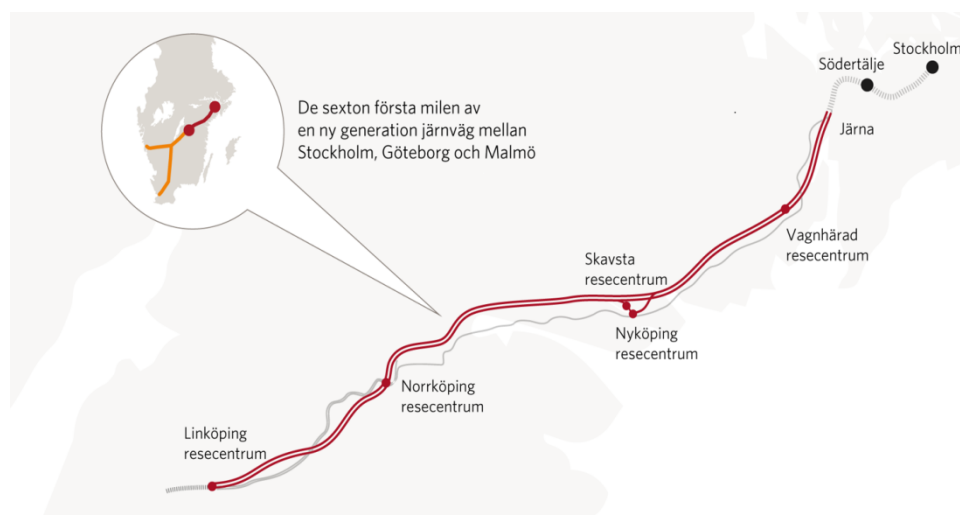 Stockholm
Södertälje
De sexton första milen av
en ny generation järnväg mellan
Stockholm, Göteborg och Malmö
Järna
Vagnhärad
resecentrum
Skavsta
resecentrum
Nyköping
resecentrum
Norrköping
resecentrum
Linköping
resecentrum